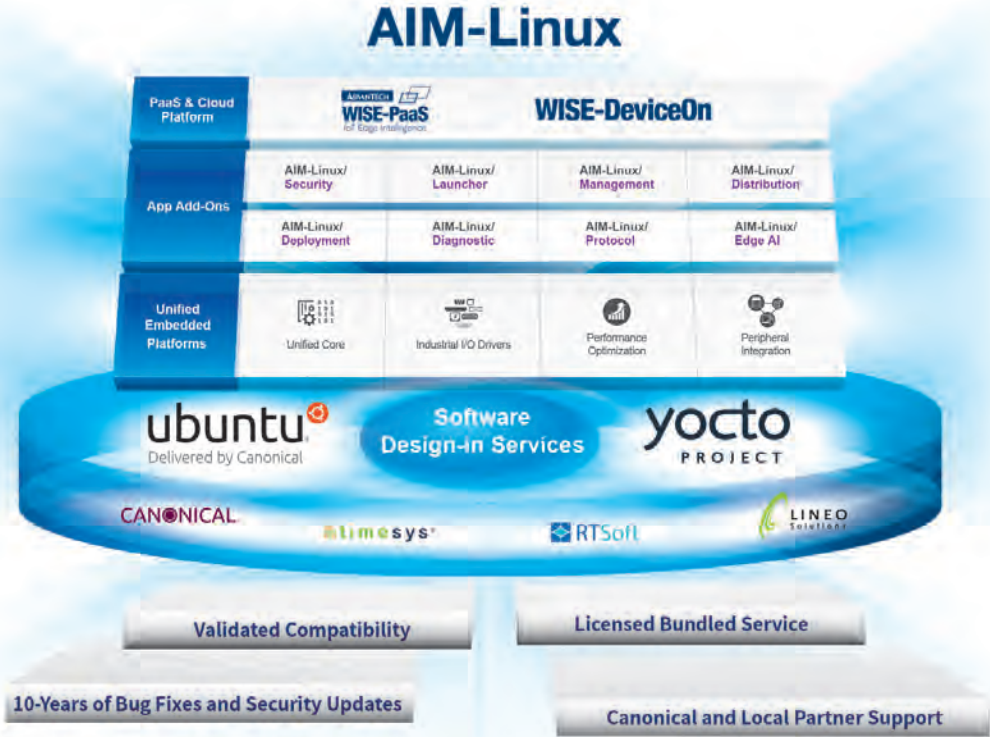 AIM-Linux
PaaS & Cloud
Platform
ADVANTECH
WISE-PaaS
IoT Edge Intelligence
WISE-DeviceOn
App Add-Ons
AIM-Linux/
Security
AIM-Linux/
Launcher
AIM-Linux/
Management
AIM-Linux/
Distribution
AIM-Linux/
Deployment
AIM-Linux/
Diagnostic
AIM-Linux/
Protocol
AIM-Linux/
Edge AI
Unified
Embedded
Platforms
Unified Core
Industrial I/O Drivers
Performance
Optimization
Peripheral
Integration
ubuntu
Delivered by Canonical
Software
Design-in Services
yocto
PROJECT
CANONICAL
timesys
RTSoft
LINEO
Solutions
Validated Compatibility
Licensed Bundled Service
10-Years of Bug Fixes and Security Updates
Canonical and Local Partner Support